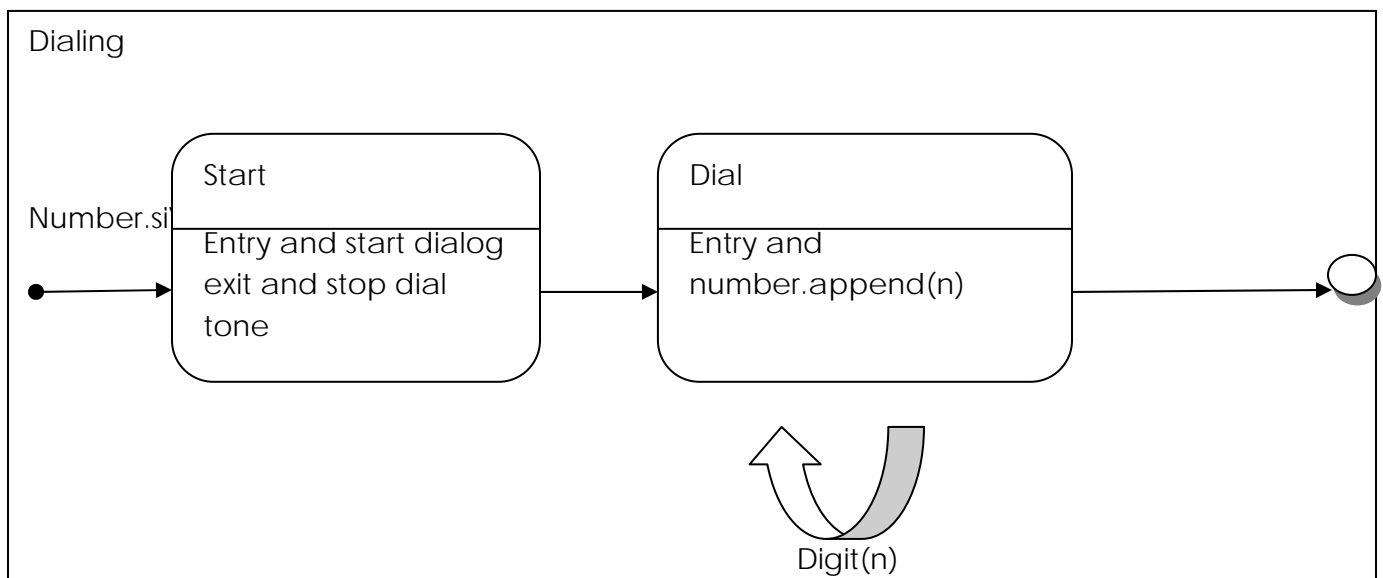 Dialing
Number.si
Start
Entry and start dialog
exit and stop dial
tone
Dial
Entry and
number.append(n)
Digit(n)